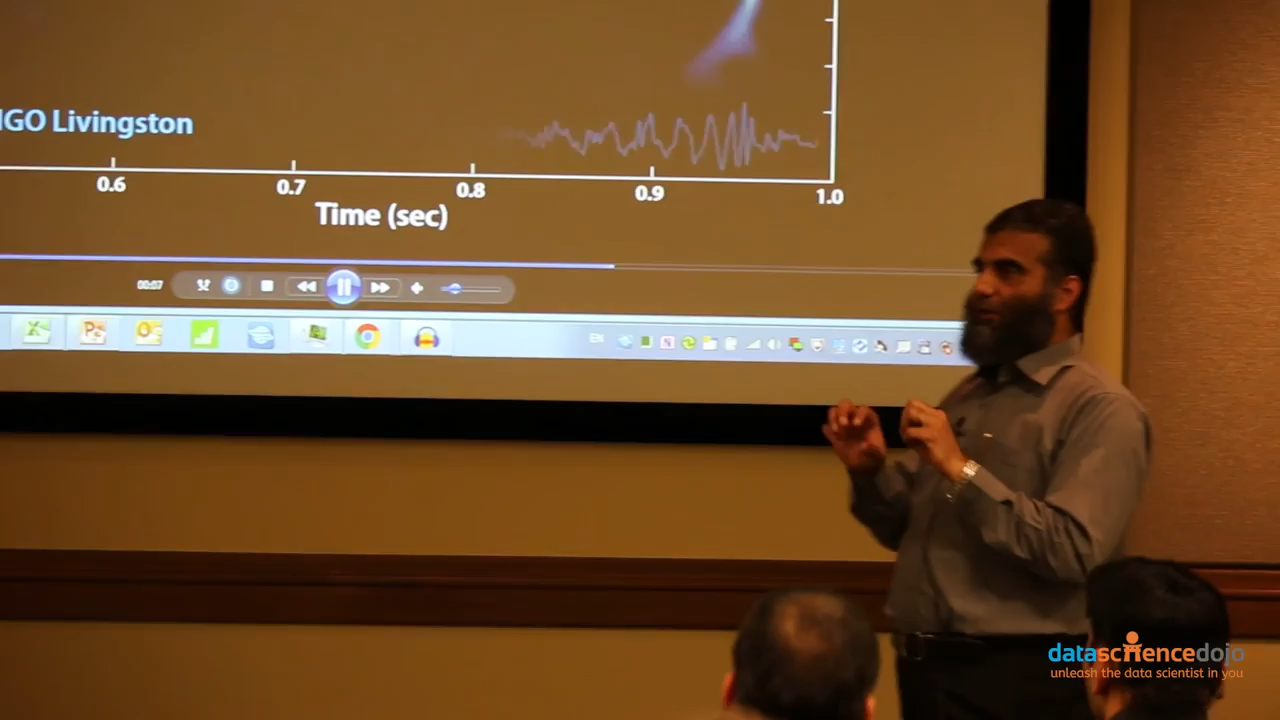 IGO Livingston
0.6 0.7 0.8 0.9 1.0
Time (sec)
00:07
EN
datasciencedojo
unleash the data scientist in you